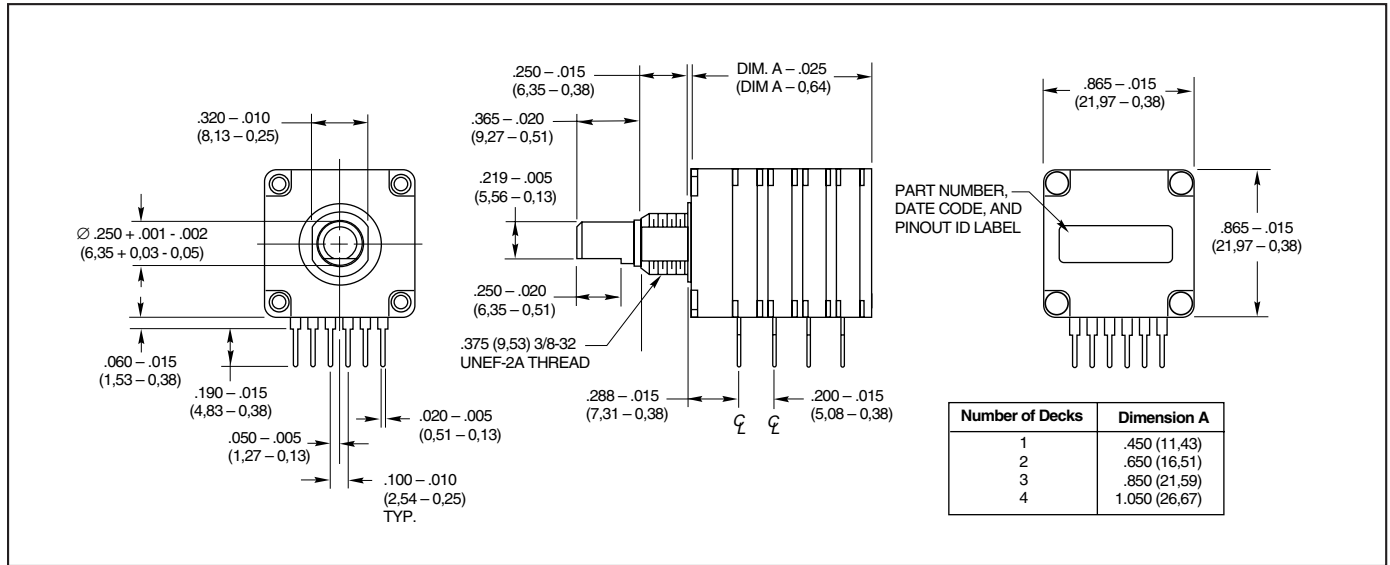 .320 – .010
(8,13 – 0,25)
Ø .250 + .001 - .002
(6,35 + 0,03 - 0,05)
.060 – .015
(1,53 – 0,38)
.190 – .015
(4,83 – 0,38)
.050 – .005
(1,27 – 0,13)
.020 – .005
(0,51 – 0,13)
.100 – .010
(2,54 – 0,25)
TYP.
.250 – .015
(6,35 – 0,38)
.365 – .020
(9,27 – 0,51)
.219 – .005
(5,56 – 0,13)
.250 – .020
(6,35 – 0,51)
.375 (9,53) 3/8-32
UNEF-2A THREAD
DIM. A – .025
(DIM A – 0,64)
.288 – .015
(7,31 – 0,38)
.200 – .015
(5,08 – 0,38)
℄ ℄
.865 – .015
(21,97 – 0,38)
PART NUMBER,
DATE CODE, AND
PINOUT ID LABEL
.865 – .015
(21,97 – 0,38)
Number of Decks Dimension A
1 .450 (11,43)
2 .650 (16,51)
3 .850 (21,59)
4 1.050 (26,67)